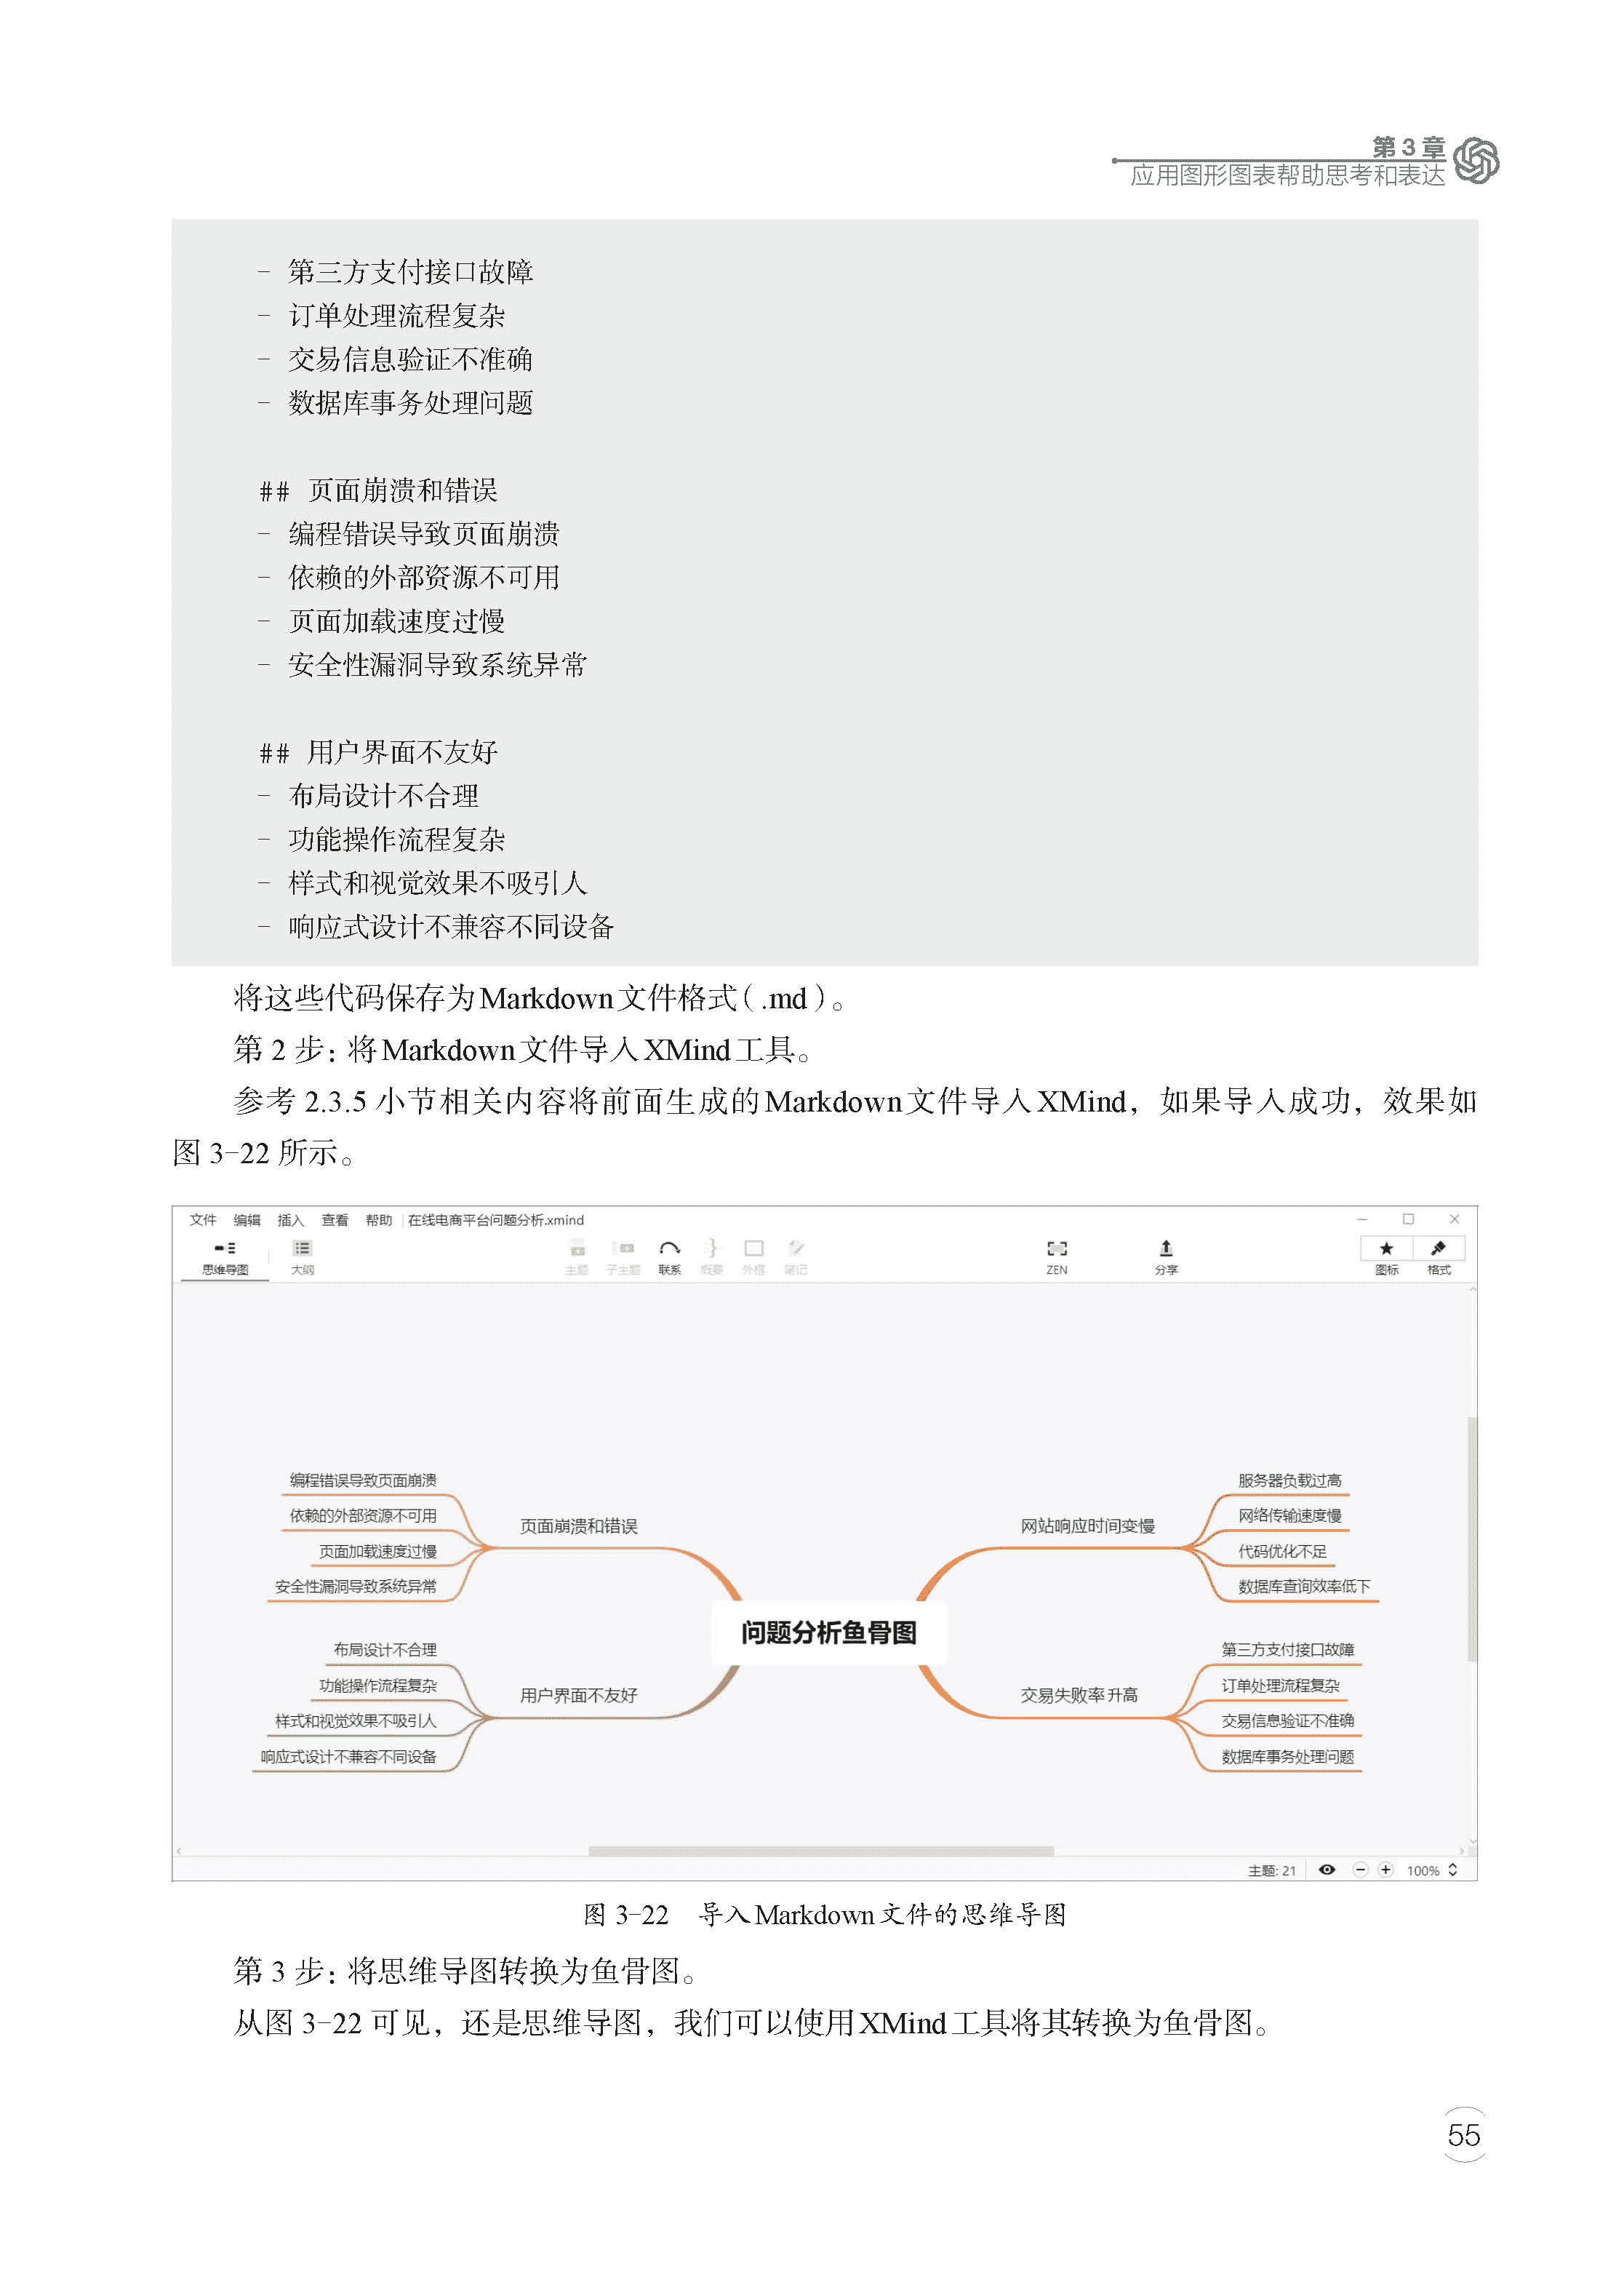 第3章
应用图形图表帮助思考和表达
- 第三方支付接口故障
- 订单处理流程复杂
- 交易信息验证不准确
- 数据库事务处理问题
## 页面崩溃和错误
- 编程错误导致页面崩溃
- 依赖的外部资源不可用
- 页面加载速度过慢
- 安全性漏洞导致系统异常
## 用户界面不友好
- 布局设计不合理
- 功能操作流程复杂
- 样式和视觉效果不吸引人
- 响应式设计不兼容不同设备
将这些代码保存为Markdown文件格式（.md）。
第2步：将Markdown文件导入XMind工具。
参考2.3.5小节相关内容将前面生成的Markdown文件导入XMind，如果导入成功，效果如
图3-22所示。
文件 编辑 插入 查看 帮助 在线电商平台问题分析.xmind
思维导图 大纲 主题 子主题 联系 概要 外框 笔记 ZEN 分享 图标 格式
编程错误导致页面崩溃
依赖的外部资源不可用
页面加载速度过慢
安全性漏洞导致系统异常
页面崩溃和错误
布局设计不合理
功能操作流程复杂
样式和视觉效果不吸引人
响应式设计不兼容不同设备
用户界面不友好
问题分析鱼骨图
网站响应时间变慢
服务器负载过高
网络传输速度慢
代码优化不足
数据库查询效率低下
交易失败率升高
第三方支付接口故障
订单处理流程复杂
交易信息验证不准确
数据库事务处理问题
主题: 21 100%
图 3-22 导入Markdown文件的思维导图
第3步：将思维导图转换为鱼骨图。
从图3-22可见，还是思维导图，我们可以使用XMind工具将其转换为鱼骨图。
55